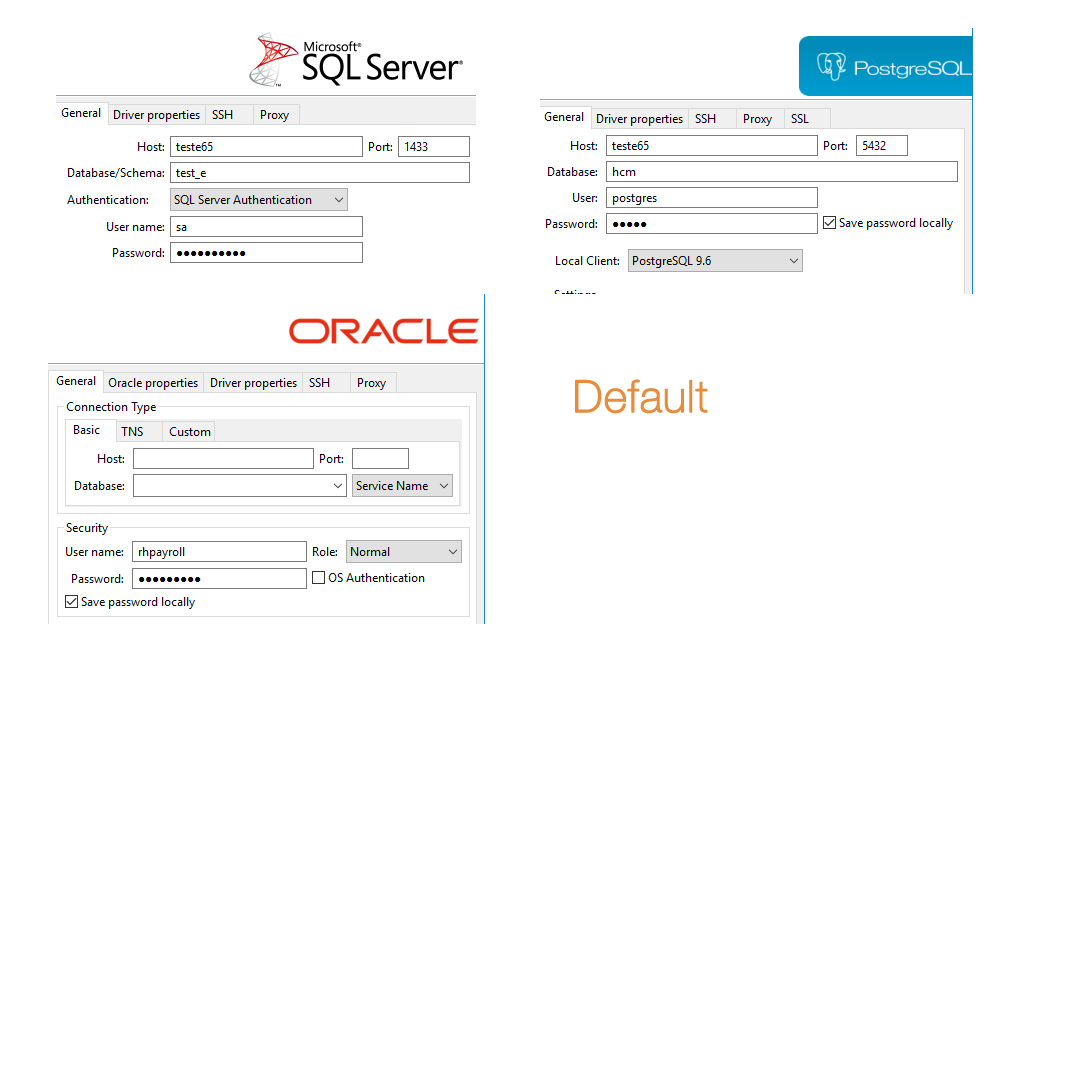 Microsoft®
SQL Server®
™
General Driver properties SSH Proxy
Host: teste65 Port: 1433
Database/Schema: test_e
Authentication: SQL Server Authentication
User name: sa
Password: ●●●●●●●●●●
PostgreSQL
General Driver properties SSH Proxy SSL
Host: teste65 Port: 5432
Database: hcm
User: postgres
Password: ●●●●● Save password locally
Local Client: PostgreSQL 9.6
Settings
ORACLE
General Oracle properties Driver properties SSH Proxy
Connection Type
Basic TNS Custom
Host: Port:
Database: Service Name
Security
User name: rhpayroll Role: Normal
Password: ●●●●●●●●● OS Authentication
Save password locally
Default